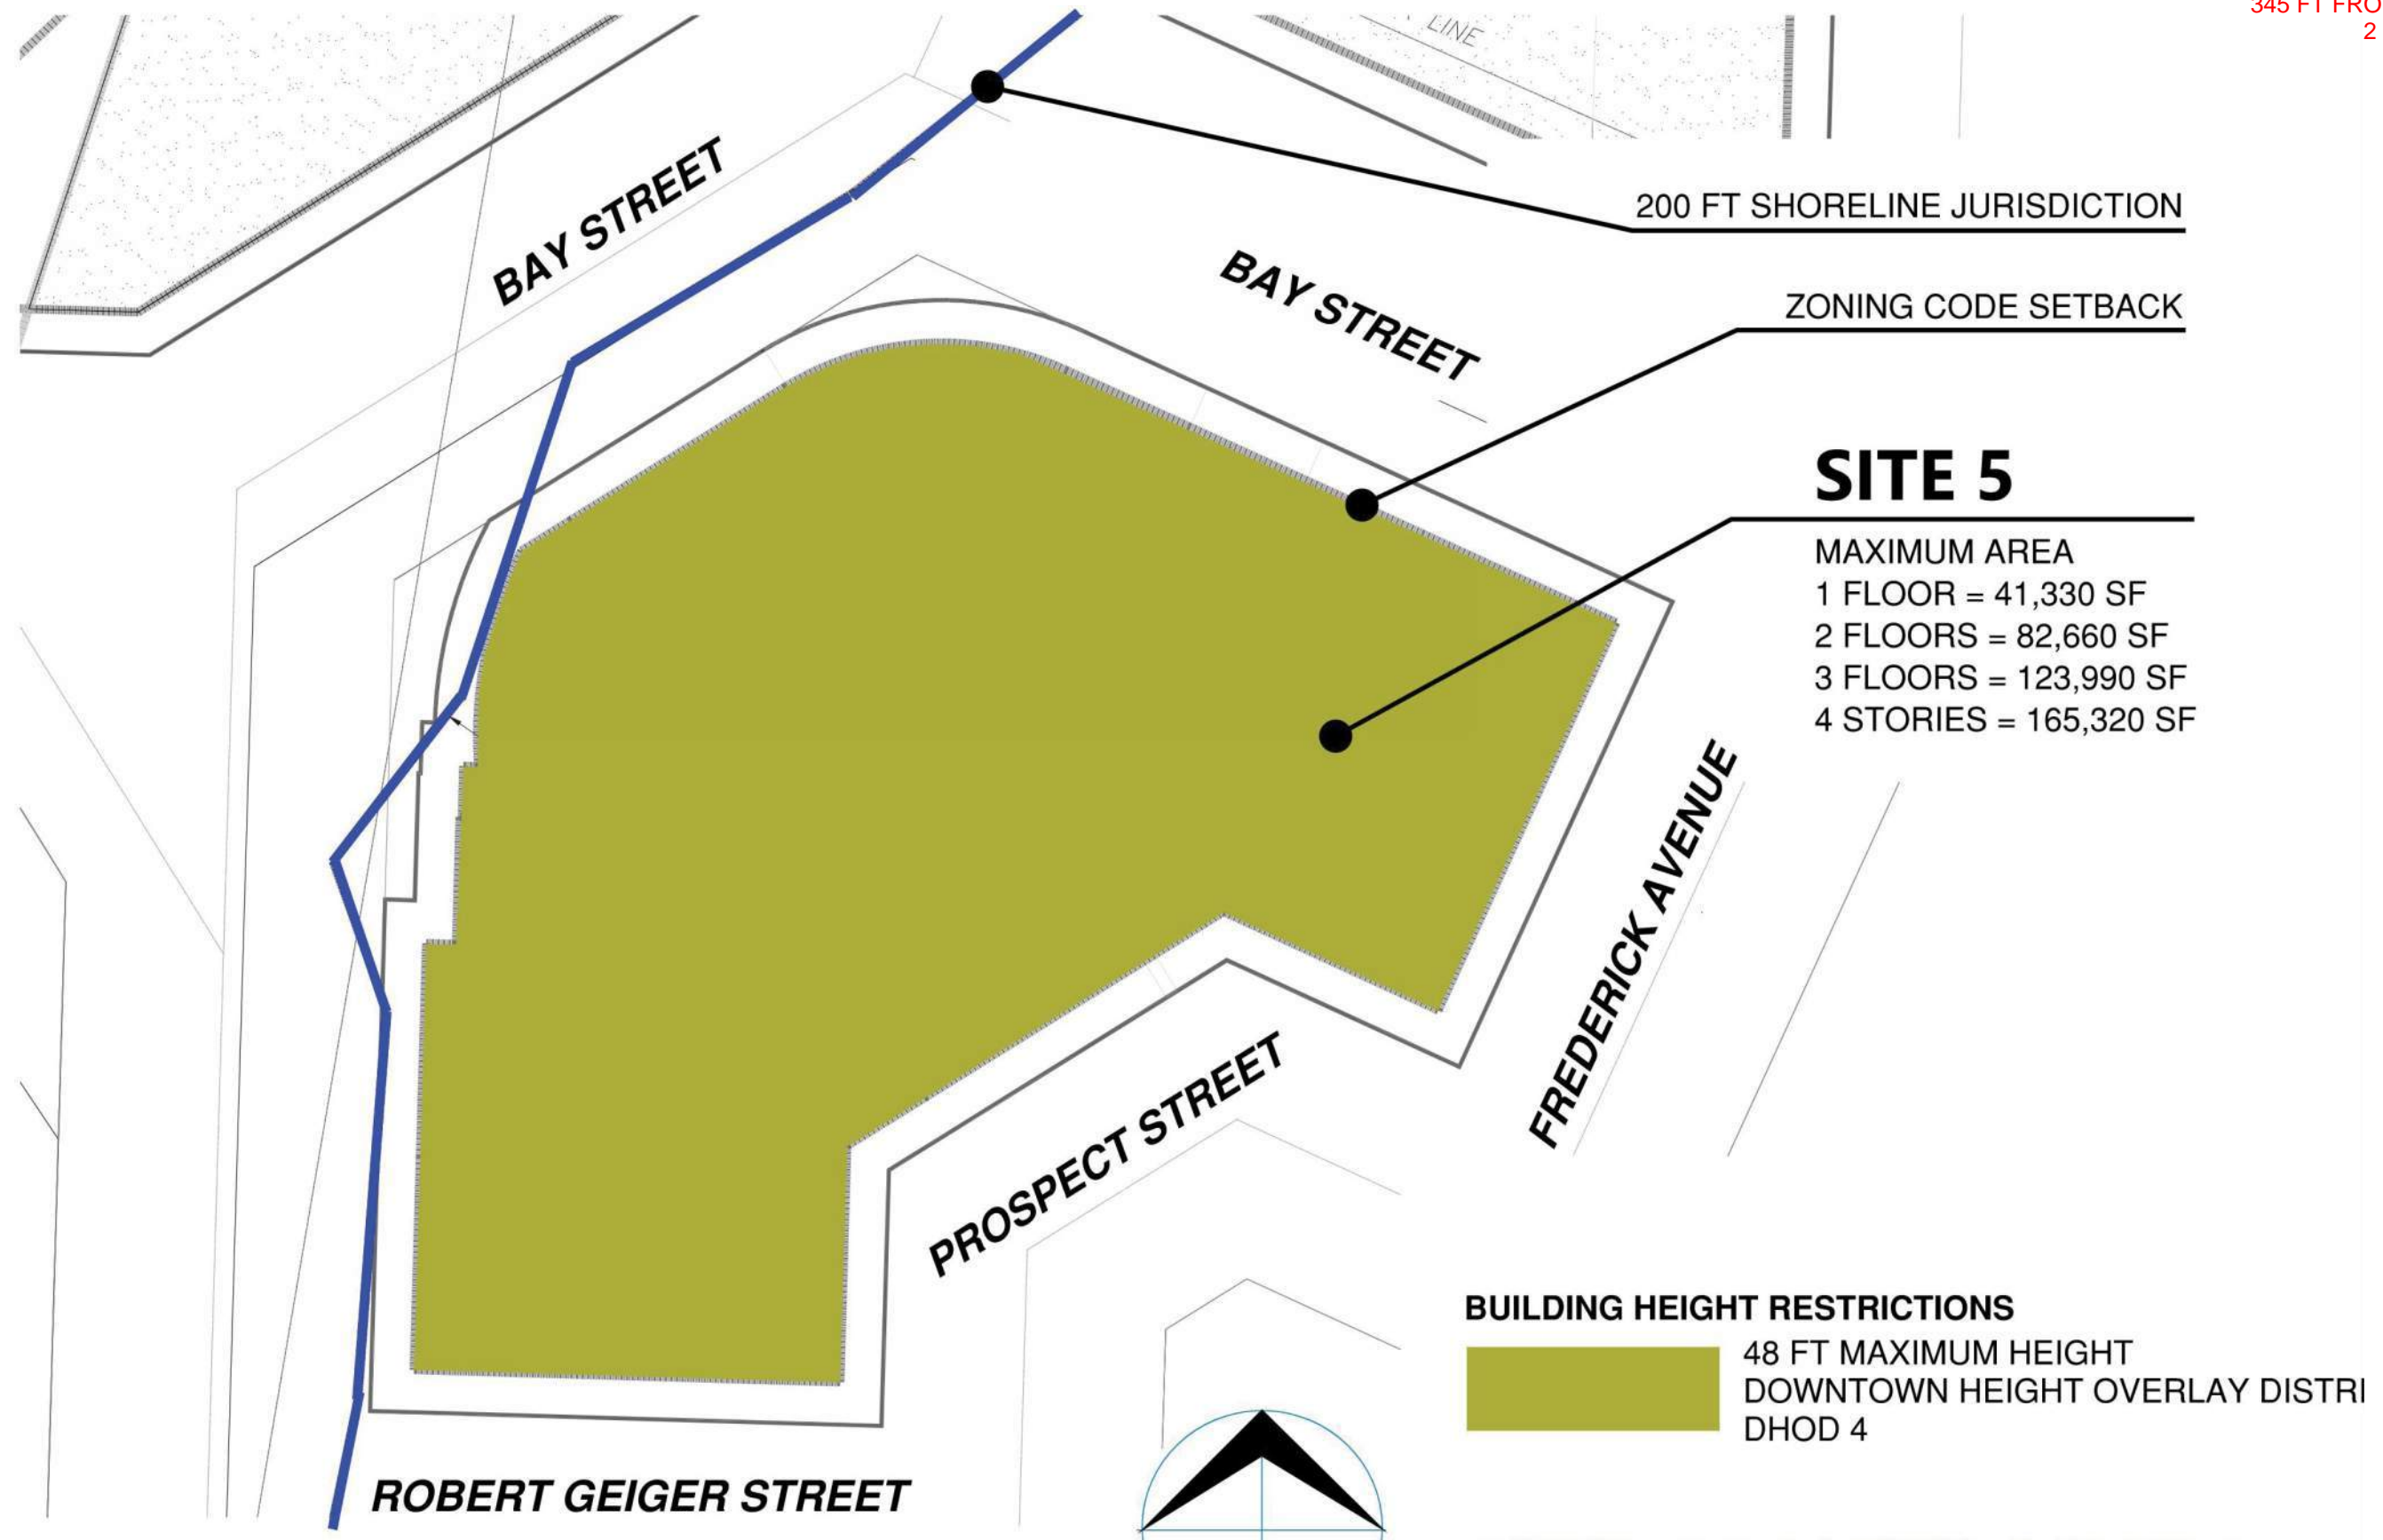 345 FT FRO
2
LINE
BAY STREET
200 FT SHORELINE JURISDICTION
BAY STREET
ZONING CODE SETBACK
SITE 5
MAXIMUM AREA
1 FLOOR = 41,330 SF
2 FLOORS = 82,660 SF
3 FLOORS = 123,990 SF
4 STORIES = 165,320 SF
FREDERICK AVENUE
PROSPECT STREET
BUILDING HEIGHT RESTRICTIONS
48 FT MAXIMUM HEIGHT
DOWNTOWN HEIGHT OVERLAY DISTRI
DHOD 4
ROBERT GEIGER STREET